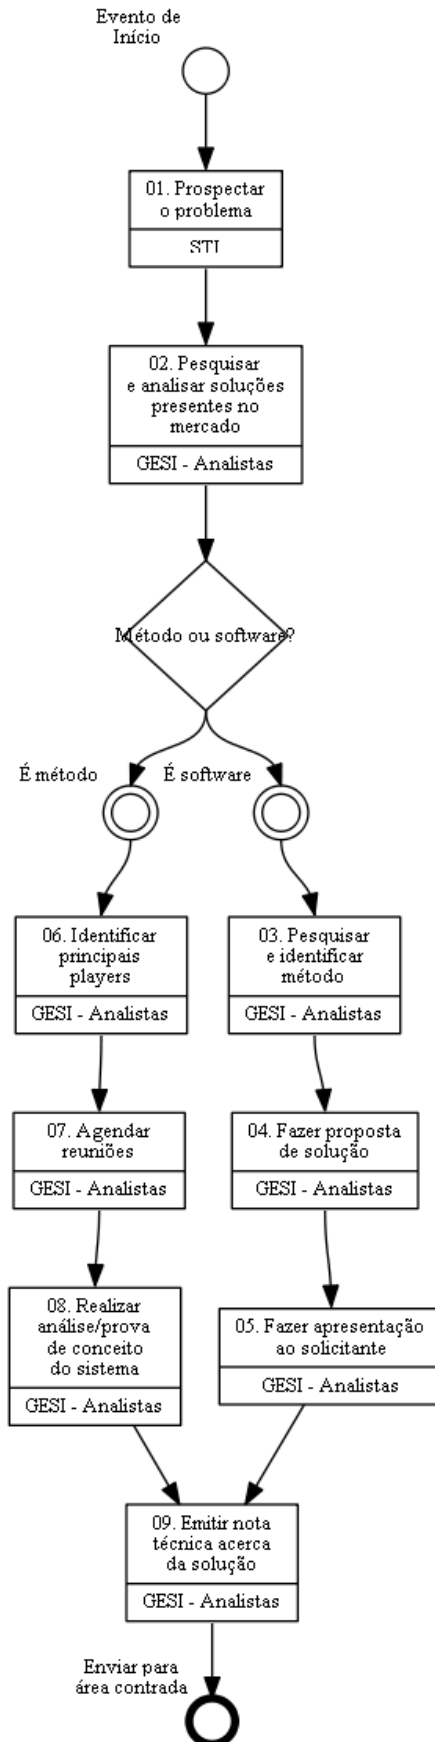 Evento de
Início
01. Prospectar
o problema
STI
02. Pesquisar
e analisar soluções
presentes no
mercado
GESI - Analistas
Método ou software?
É método
É software
06. Identificar
principais
players
GESI - Analistas
03. Pesquisar
e identificar
método
GESI - Analistas
07. Agendar
reuniões
GESI - Analistas
04. Fazer proposta
de solução
GESI - Analistas
08. Realizar
análise/prova
de conceito
do sistema
GESI - Analistas
05. Fazer apresentação
ao solicitante
GESI - Analistas
09. Emitir nota
técnica acerca
da solução
GESI - Analistas
Enviar para
área contrada